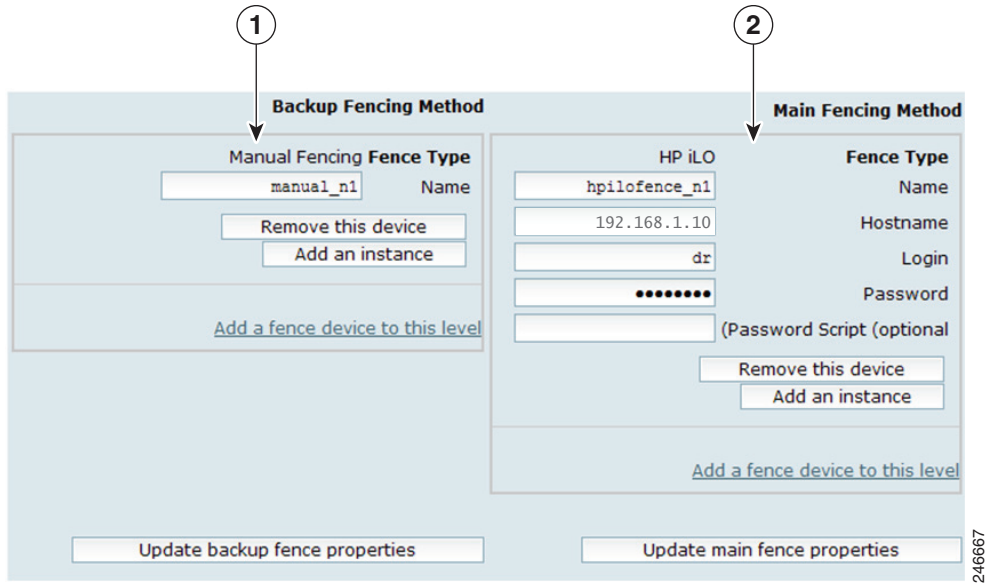 1
2
Backup Fencing Method
Manual Fencing Fence Type
manual_n1 Name
Remove this device
Add an instance
Add a fence device to this level
Update backup fence properties
Main Fencing Method
HP iLO Fence Type
hpilofence_n1 Name
192.168.1.10 Hostname
dr Login
•••••••• Password
(Password Script (optional
Remove this device
Add an instance
Add a fence device to this level
Update main fence properties
246667